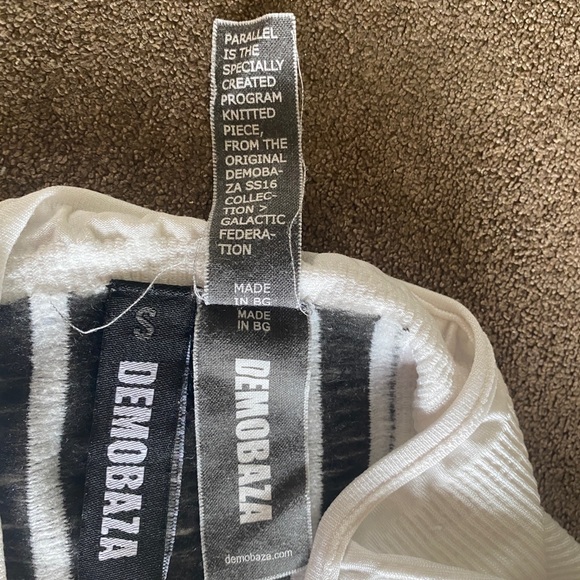 PARALLEL
IS THE
SPECIALLY
CREATED
PROGRAM
KNITTED
PIECE,
FROM THE
ORIGINAL
DEMOBA-
ZA SS16
COLLEC-
TION >
GALACTIC
FEDERA-
TION
MADE
IN BG
MADE
IN BG
DEMOBAZA
demobaza.com
S
DEMOBAZA